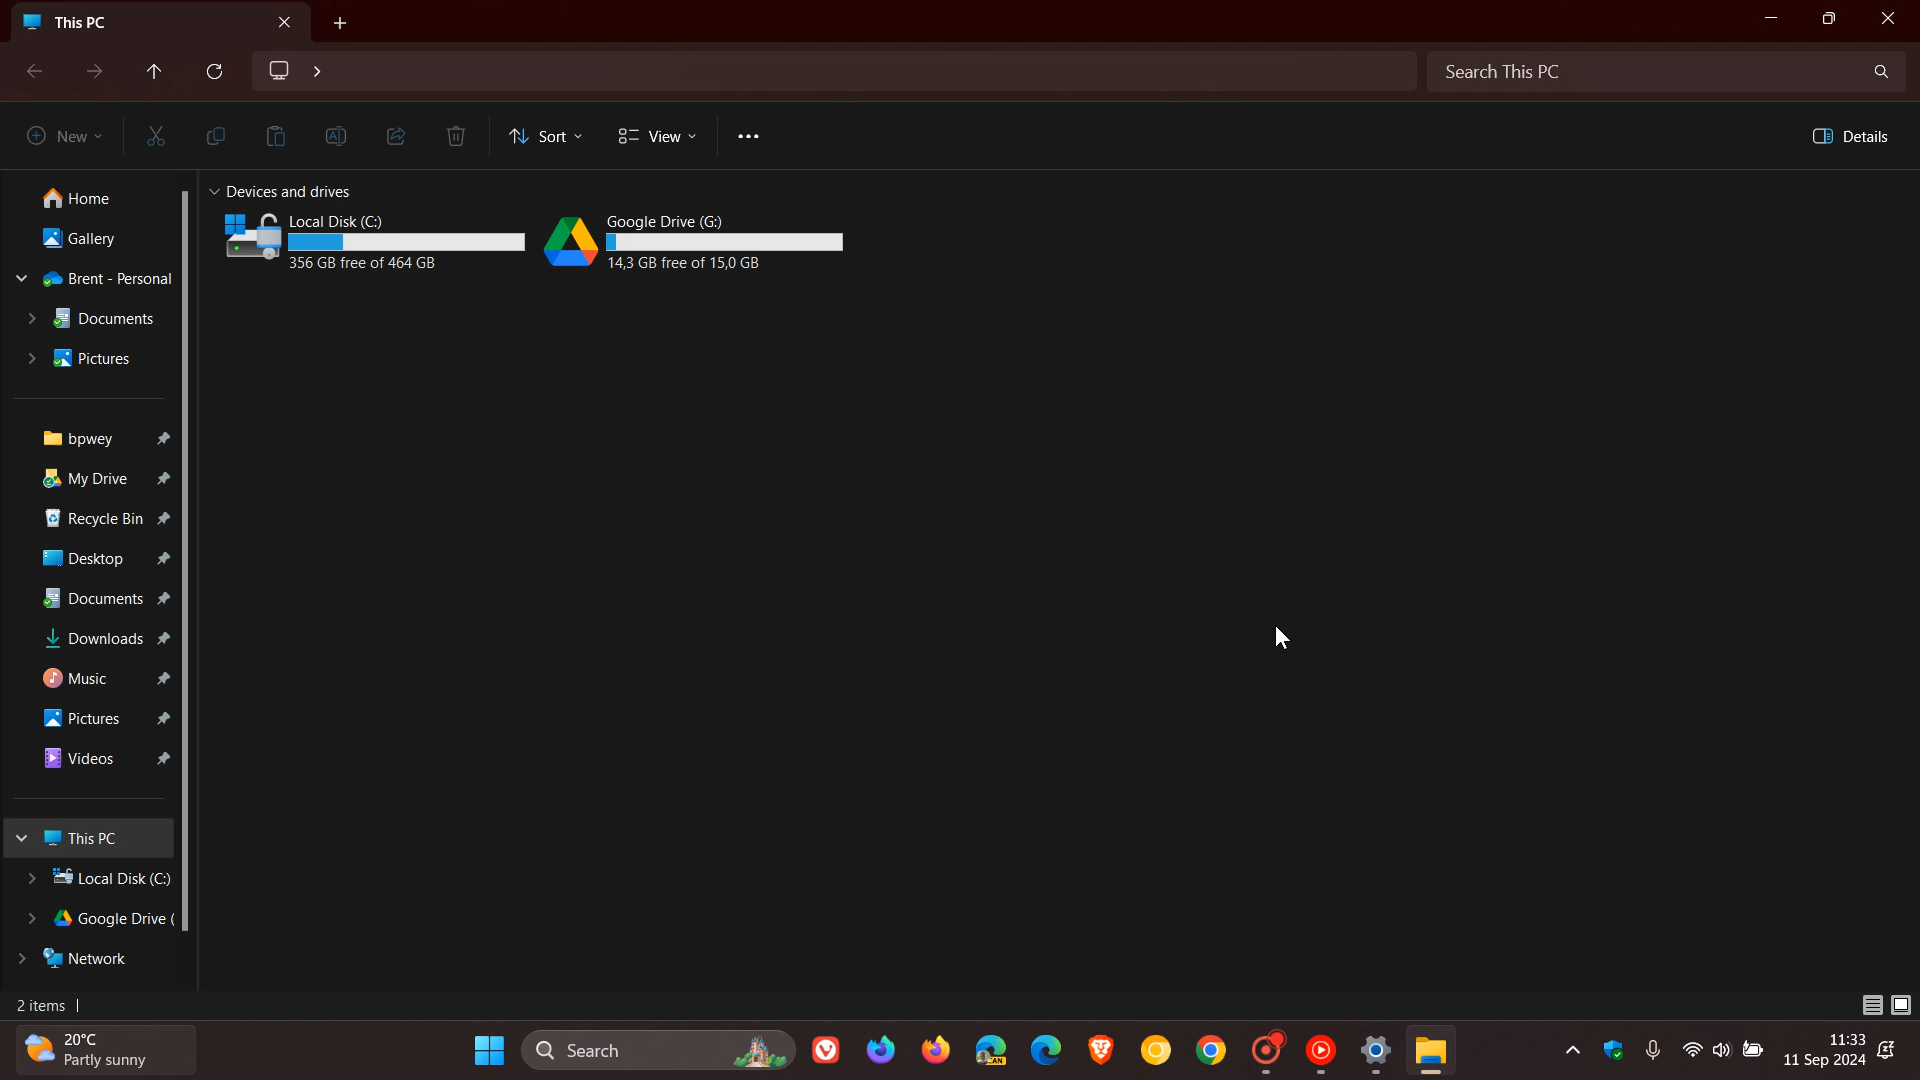 This PC
Search This PC
New
Sort
View
Details
Home
Gallery
Brent - Personal
Documents
Pictures
bpwey
My Drive
Recycle Bin
Desktop
Documents
Downloads
Music
Pictures
Videos
This PC
Local Disk (C:)
Google Drive (
Network
Devices and drives
Local Disk (C:)
356 GB free of 464 GB
Google Drive (G:)
14,3 GB free of 15,0 GB
2 items
20°C
Partly sunny
Search
CAN
11:33
11 Sep 2024